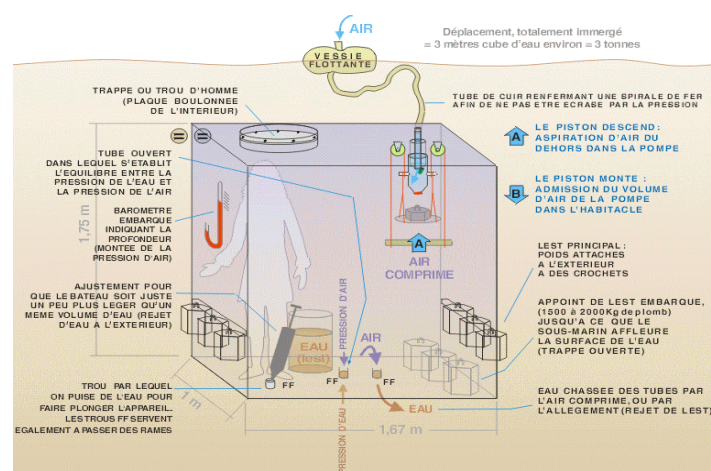 AIR
VESSIE
FLOTTANTE
Déplacement, totalement immergé
= 3 mètres cube d'eau environ = 3 tonnes
TRAPPE OU TROU D'HOMME
(PLAQUE BOULONNEE
DE L'INTERIEUR)
TUBE DE CUIR RENFERMANT UNE SPIRALE DE FER
AFIN DE NE PAS ETRE ECRASE PAR LA PRESSION
A
LE PISTON DESCEND:
ASPIRATION D'AIR DU
DEHORS DANS LA POMPE
B
LE PISTON MONTE :
ADMISSION DU VOLUME
D'AIR DE LA POMPE
DANS L'HABITACLE
TUBE OUVERT
DANS LEQUEL S'ETABLIT
L'EQUILIBRE ENTRE LA
PRESSION DE L'EAU ET
LA PRESSION DE L'AIR
1,75 m
BAROMETRE
EMBARQUE
INDIQUANT LA
PROFONDEUR
(MONTEE DE LA
PRESSION D'AIR)
A
AIR
COMPRIME
LEST PRINCIPAL :
POIDS ATTACHES
A L'EXTERIEUR
A DES CROCHETS
AJUSTEMENT POUR
QUE LE BATEAU SOIT JUSTE
UN PEU PLUS LEGER QU'UN
MEME VOLUME D'EAU (REJET
D'EAU A L'EXTERIEUR)
APPOINT DE LEST EMBARQUE,
(1500 à 2000Kg de plomb)
JUSQU'A CE QUE LE
SOUS-MARIN AFFLEURE
LA SURFACE DE L'EAU
(TRAPPE OUVERTE)
EAU
(lest)
PRESSION D'AIR
AIR
FF
FF
FF
TROU PAR LEQUEL
ON PUISE DE L'EAU POUR
FAIRE PLONGER L'APPAREIL.
LES TROUS FF SERVENT
EGALEMENT A PASSER DES RAMES
1 m
PRESSION D'EAU
EAU
1,67 m
EAU CHASSEE DES TUBES PAR
L'AIR COMPRIME, OU PAR
L'ALLEGEMENT (REJET DE LEST)